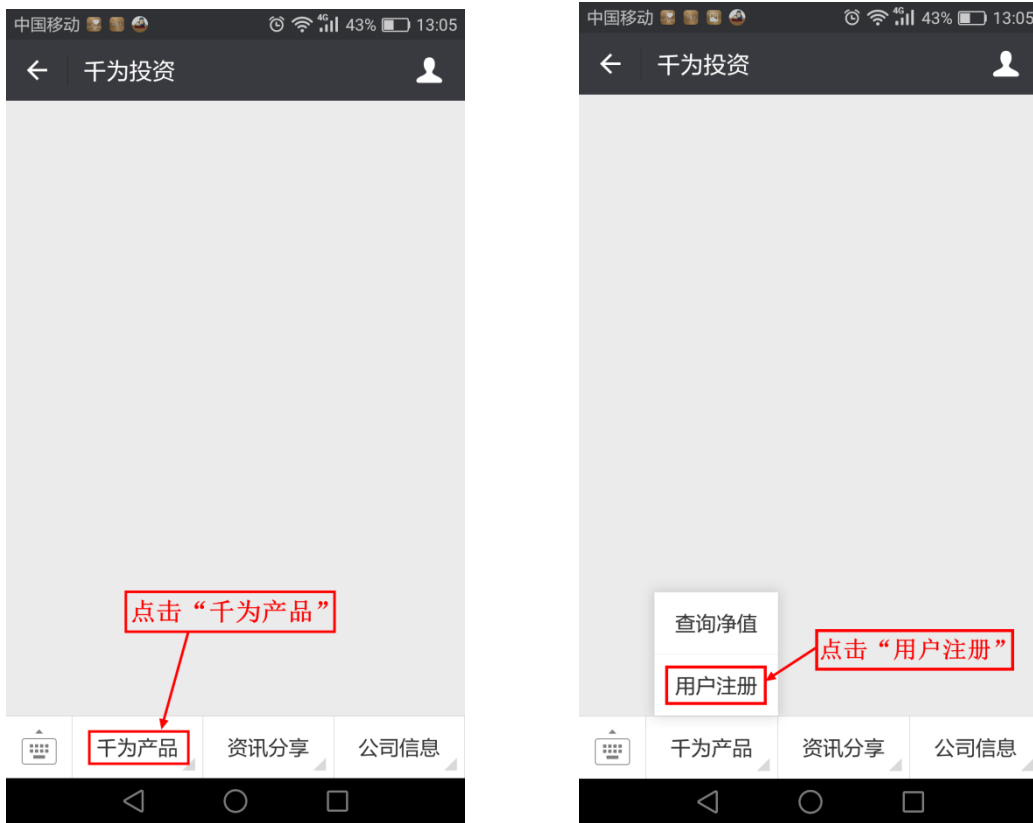 中国移动 4G 43% 13:05
千为投资
点击“千为产品”
千为产品 资讯分享 公司信息
中国移动 4G 43% 13:05
千为投资
查询净值
点击“用户注册”
用户注册
千为产品 资讯分享 公司信息